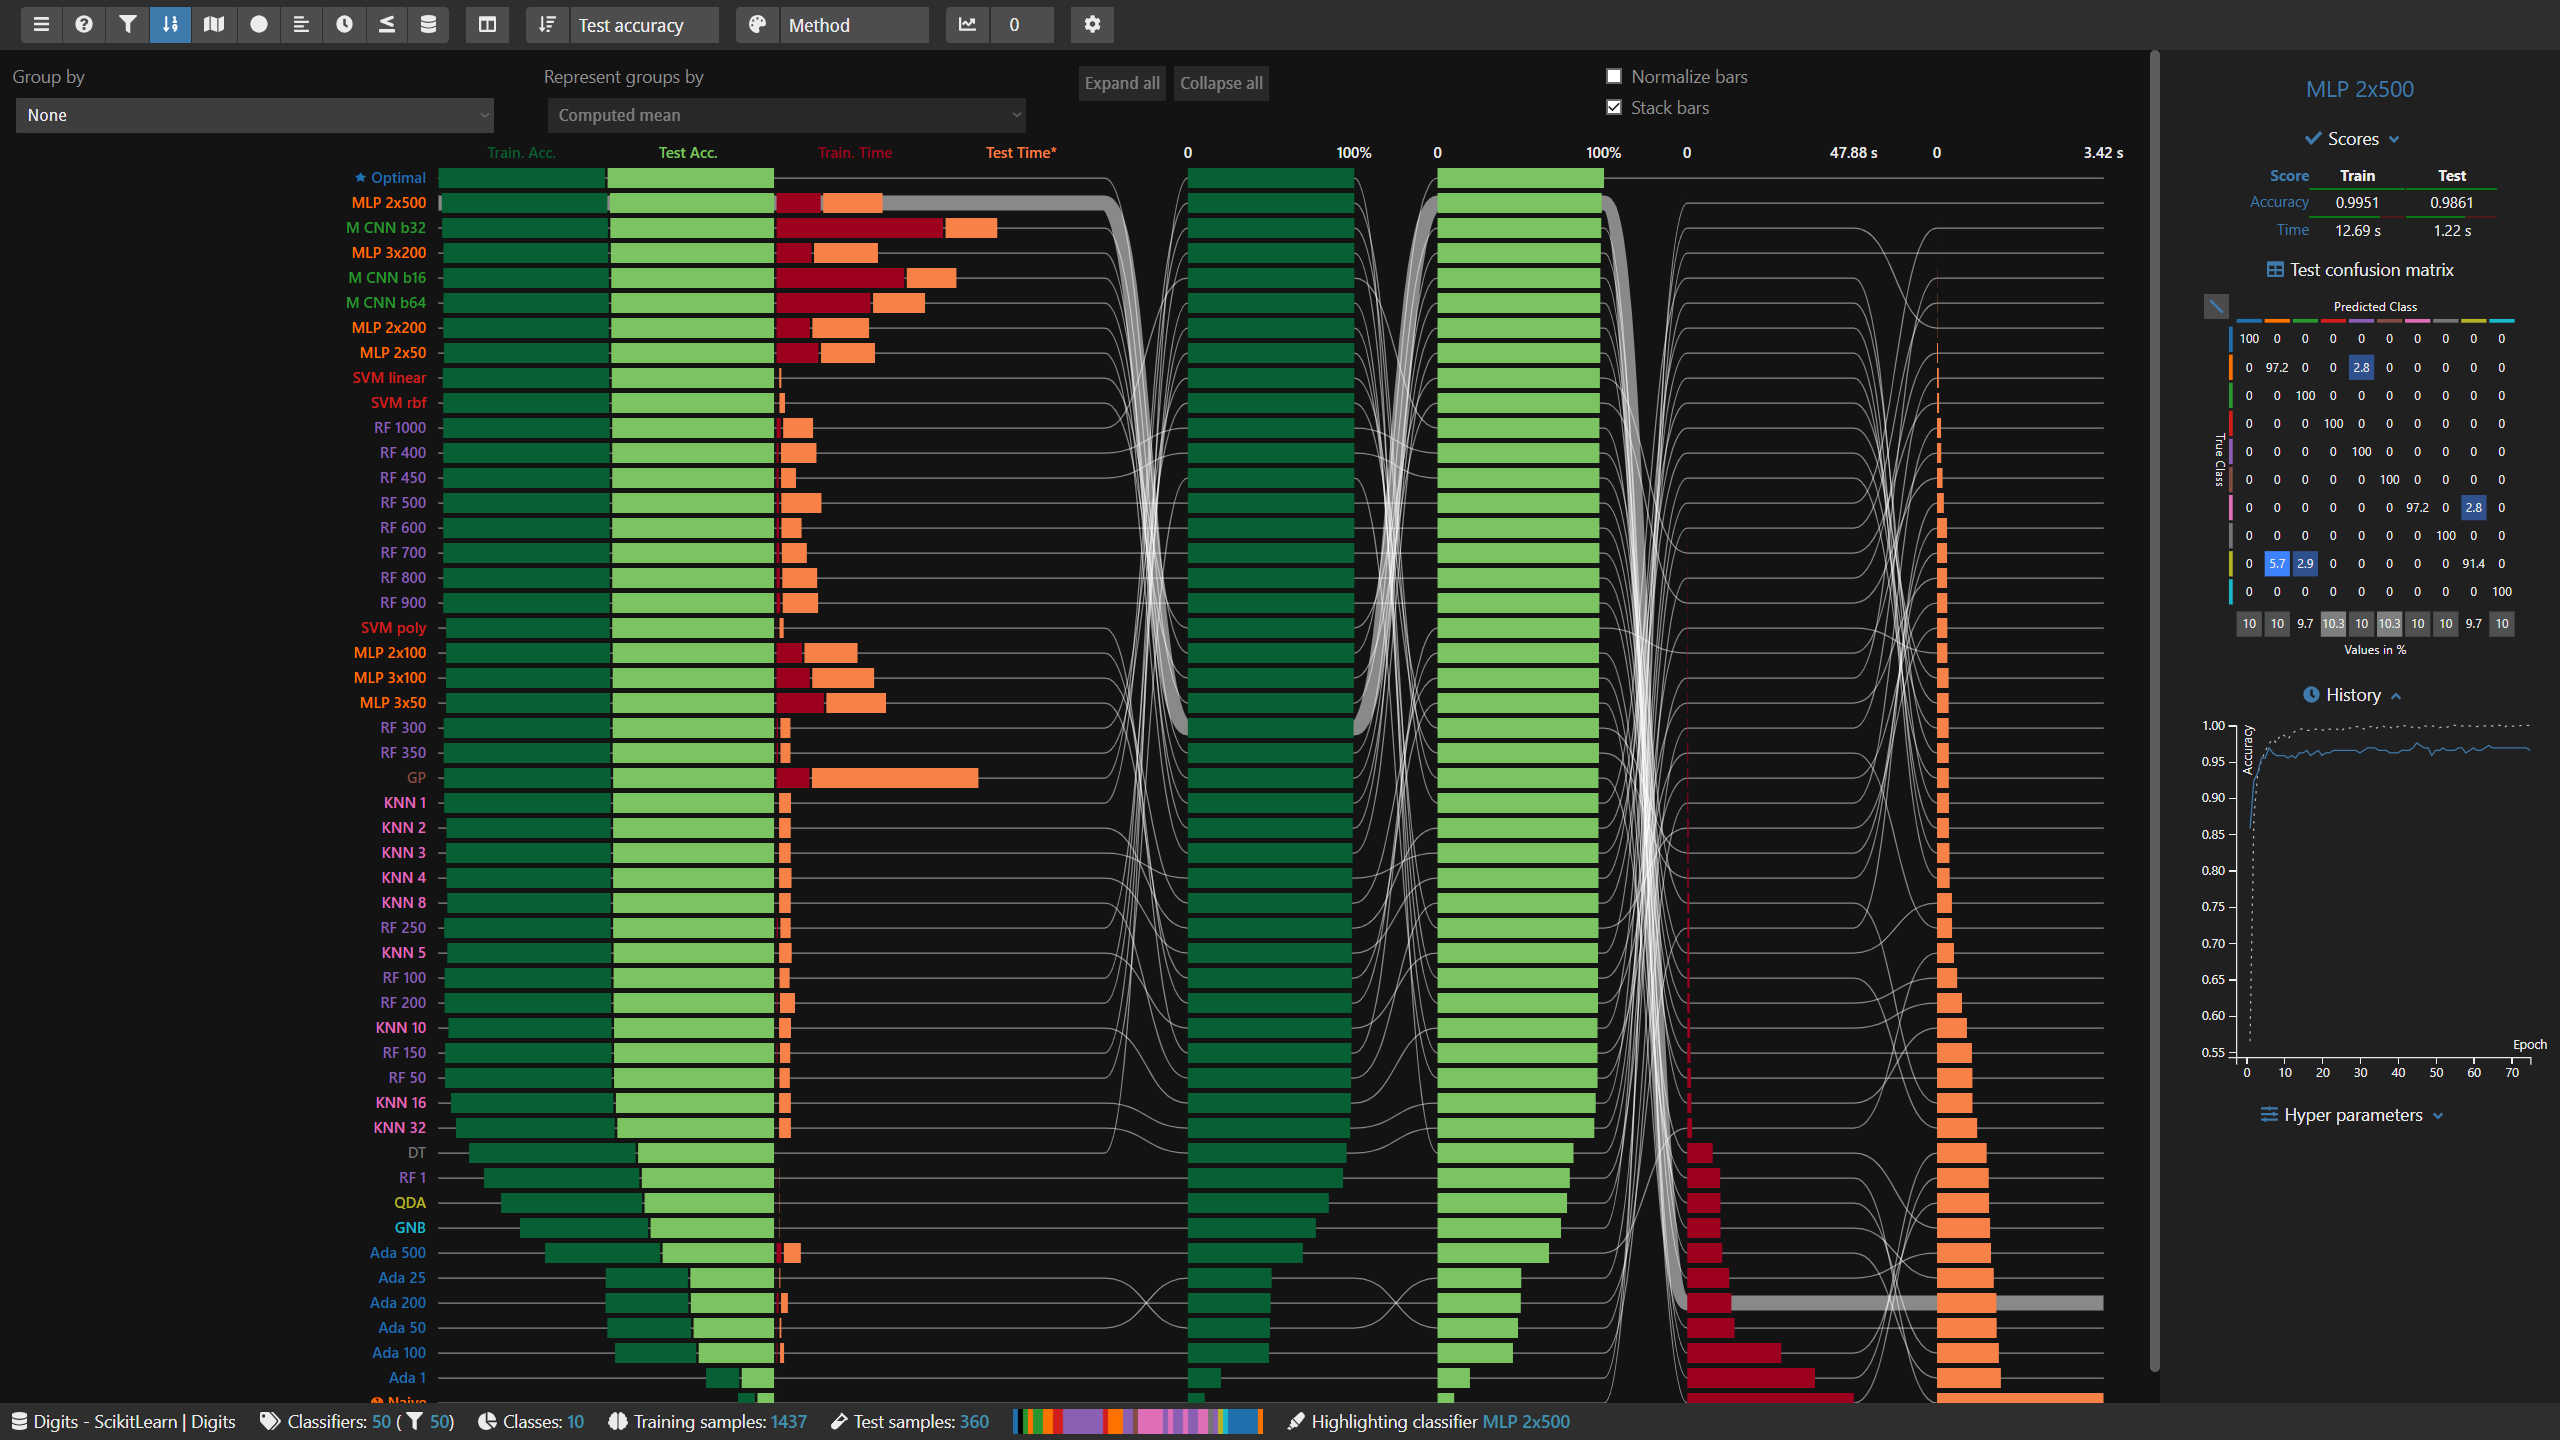 Test accuracy
Method
0
Group by
Represent groups by
Expand all
Collapse all
Normalize bars
None
Computed mean
Stack bars
Train. Acc.
Test Acc.
Train. Time
Test Time*
0
100%
0
100%
0
47.88 s
0
3.42 s
Optimal
MLP 2x500
M CNN b32
MLP 3x200
M CNN b16
M CNN b64
MLP 2x200
MLP 2x50
SVM linear
SVM rbf
RF 1000
RF 400
RF 450
RF 500
RF 600
RF 700
RF 800
RF 900
SVM poly
MLP 2x100
MLP 3x100
MLP 3x50
RF 300
RF 350
GP
KNN 1
KNN 2
KNN 3
KNN 4
KNN 8
RF 250
KNN 5
RF 100
RF 200
KNN 10
RF 150
RF 50
KNN 16
KNN 32
DT
RF 1
QDA
GNB
Ada 500
Ada 25
Ada 200
Ada 50
Ada 100
Ada 1
Naive
MLP 2x500
Scores
Score Train Test
Accuracy 0.9951 0.9861
Time 12.69 s 1.22 s
Test confusion matrix
Predicted Class
True Class
100 0 0 0 0 0 0 0 0 0
0 97.2 0 0 2.8 0 0 0 0 0
0 0 100 0 0 0 0 0 0 0
0 0 0 100 0 0 0 0 0 0
0 0 0 0 100 0 0 0 0 0
0 0 0 0 0 100 0 0 0 0
0 0 0 0 0 0 97.2 0 2.8 0
0 0 0 0 0 0 0 100 0 0
0 5.7 2.9 0 0 0 0 0 91.4 0
0 0 0 0 0 0 0 0 0 100
10 10 9.7 10.3 10 10.3 10 10 9.7 10
Values in %
History
Accuracy
1.00
0.95
0.90
0.85
0.80
0.75
0.70
0.65
0.60
0.55
Epoch
0 10 20 30 40 50 60 70
Hyper parameters
Digits - ScikitLearn | Digits
Classifiers: 50 ( 50)
Classes: 10
Training samples: 1437
Test samples: 360
Highlighting classifier MLP 2x500